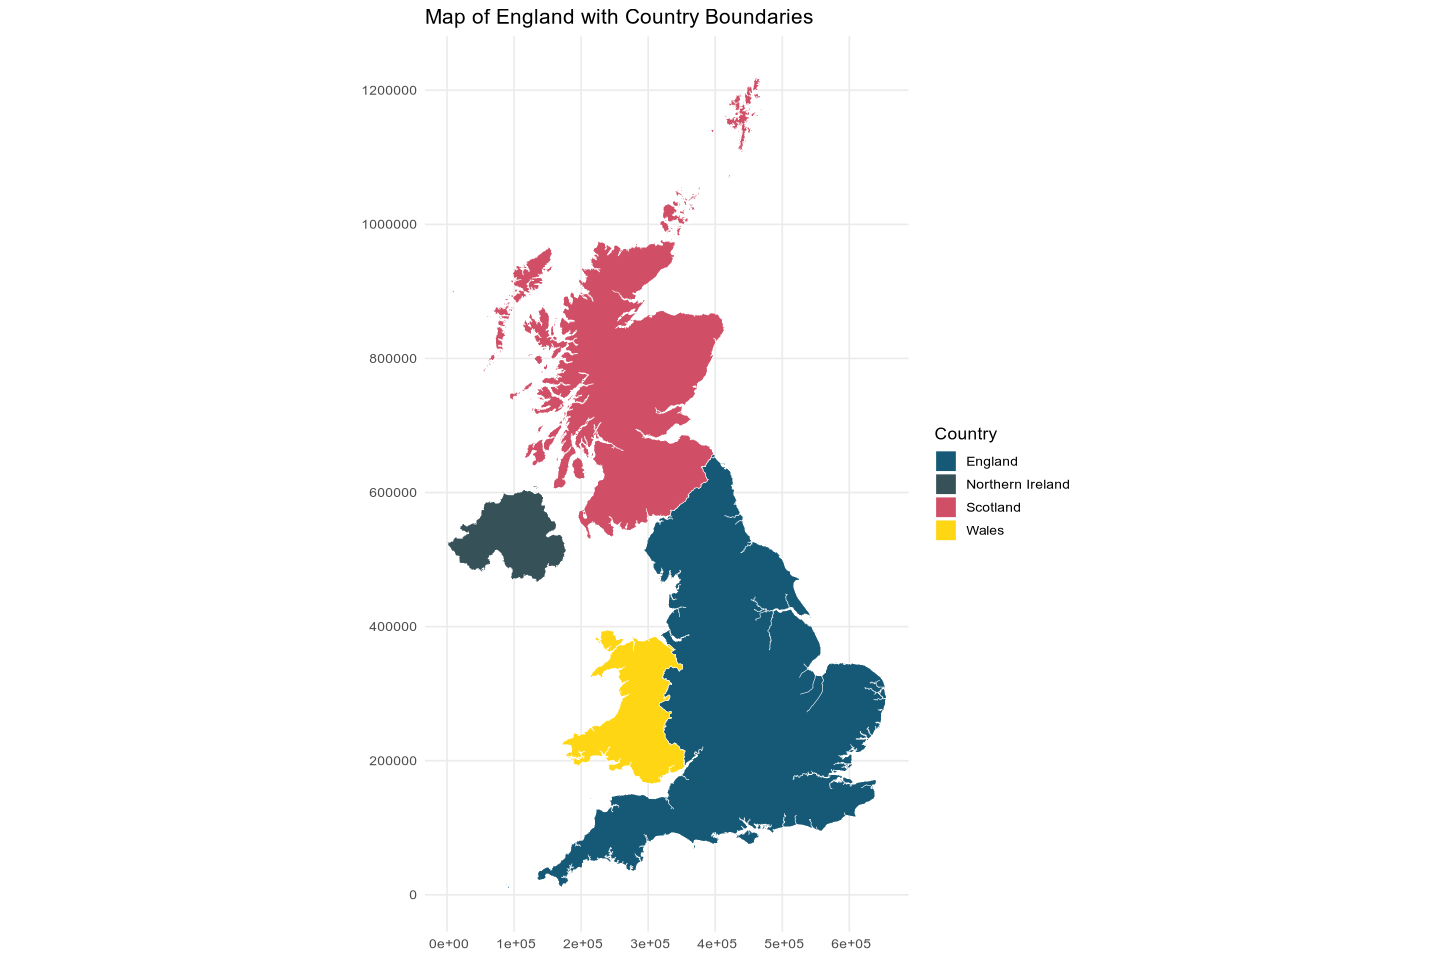 Map of England with Country Boundaries
1200000
1000000
800000
600000
400000
200000
0
0e+00 1e+05 2e+05 3e+05 4e+05 5e+05 6e+05
Country
England
Northern Ireland
Scotland
Wales